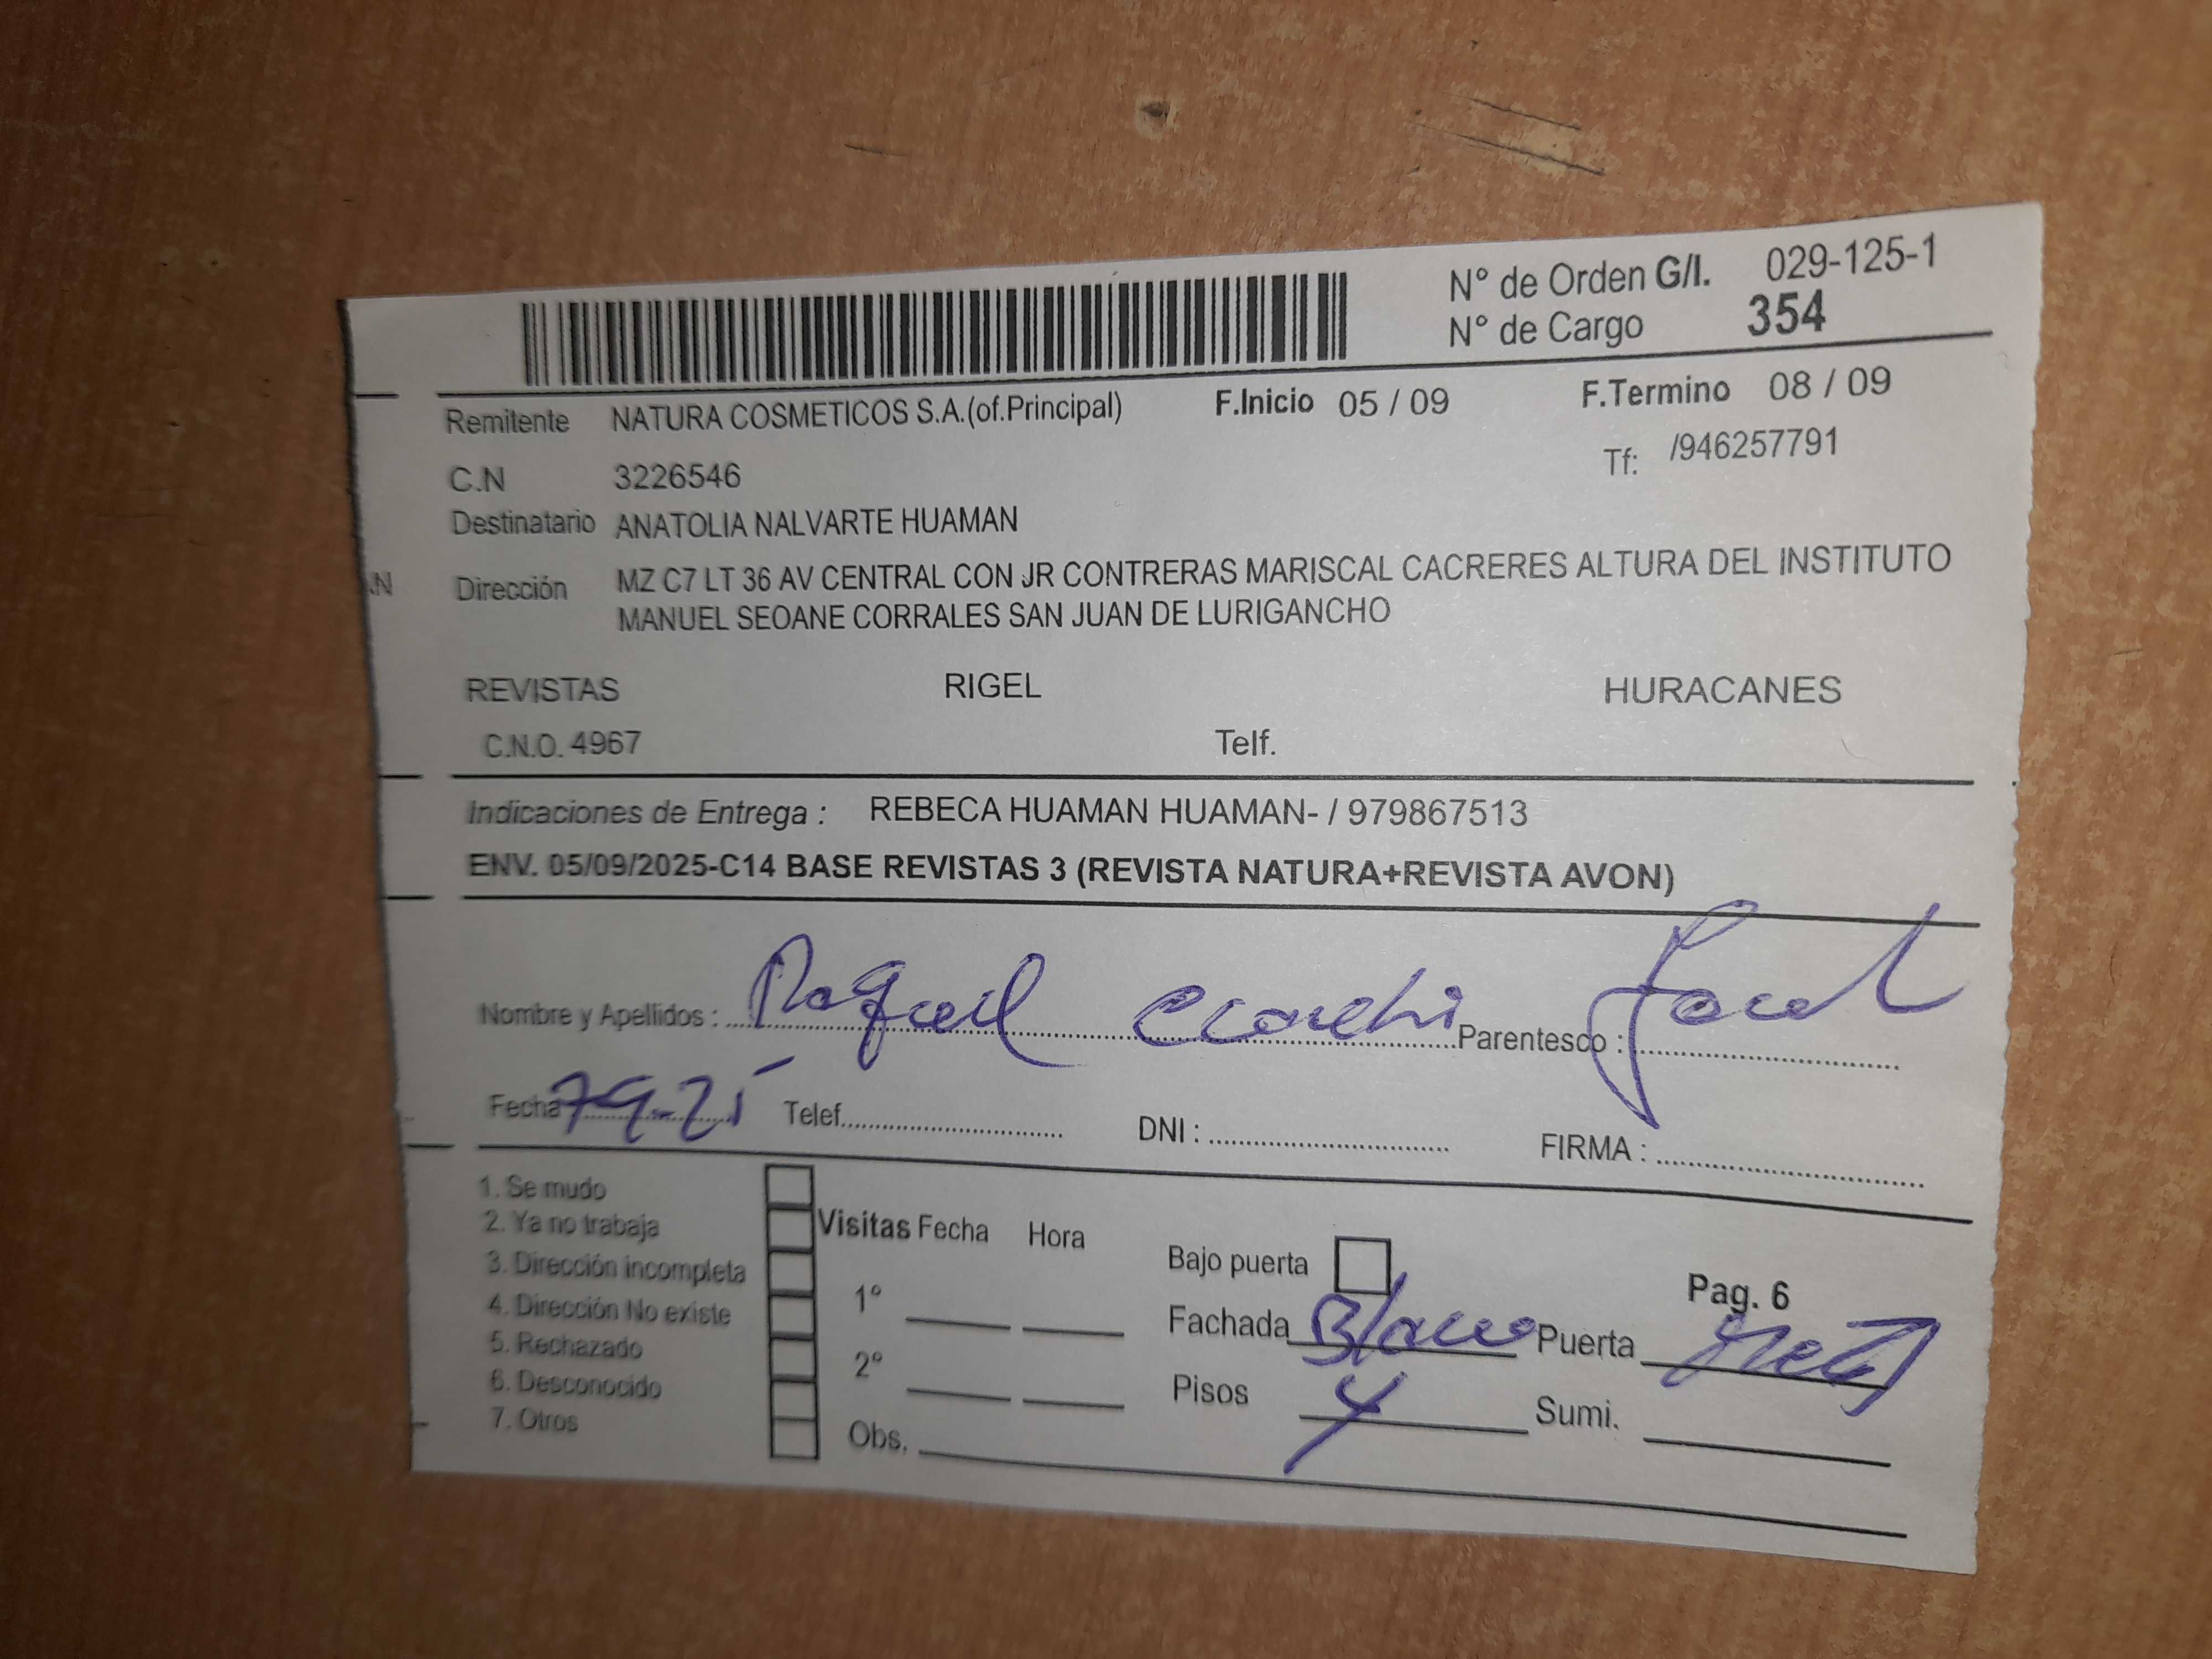 N° de Orden G/I. 029-125-1
N° de Cargo 354
Remitente NATURA COSMETICOS S.A.(of.Principal) F.Inicio 05 / 09 F.Termino 08 / 09
C.N 3226546 Tf: /946257791
Destinatario ANATOLIA NALVARTE HUAMAN
Dirección MZ C7 LT 36 AV CENTRAL CON JR CONTRERAS MARISCAL CACRERES ALTURA DEL INSTITUTO
MANUEL SEOANE CORRALES SAN JUAN DE LURIGANCHO
REVISTAS RIGEL HURACANES
C.N.O. 4967 Telf.
Indicaciones de Entrega : REBECA HUAMAN HUAMAN- / 979867513
ENV. 05/09/2025-C14 BASE REVISTAS 3 (REVISTA NATURA+REVISTA AVON)
Nombre y Apellidos : Raquel Parentesco :
Fecha 7-9-25 Telef. DNI : FIRMA :
1. Se mudo
2. Ya no trabaja
3. Dirección incompleta
4. Dirección No existe
5. Rechazado
6. Desconocido
7. Otros
Visitas Fecha Hora
1°
2°
Obs.
Bajo puerta Pag. 6
Fachada Blanco Puerta
Pisos 4 Sumi.